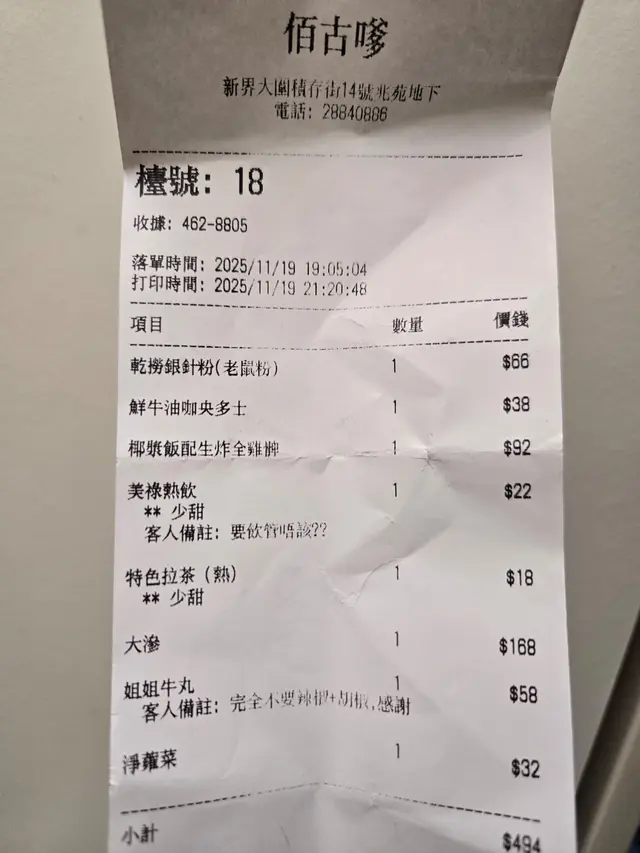 佰古嗲
新界大圍積存街14號兆苑地下
電話: 28840886
檯號: 18
收據: 462-8805
落單時間: 2025/11/19 19:05:04
打印時間: 2025/11/19 21:20:48
項目 數量 價錢
乾撈銀針粉(老鼠粉) 1 $66
鮮牛油咖央多士 1 $38
椰漿飯配生炸全雞髀 1 $92
美祿熱飲 1 $22
** 少甜
客人備註: 要飲管唔該??
特色拉茶 (熱) 1 $18
** 少甜
大滲 1 $168
姐姐牛丸 1 $58
客人備註: 完全不要辣椒+胡椒,感謝
淨蕹菜 1 $32
小計 $494